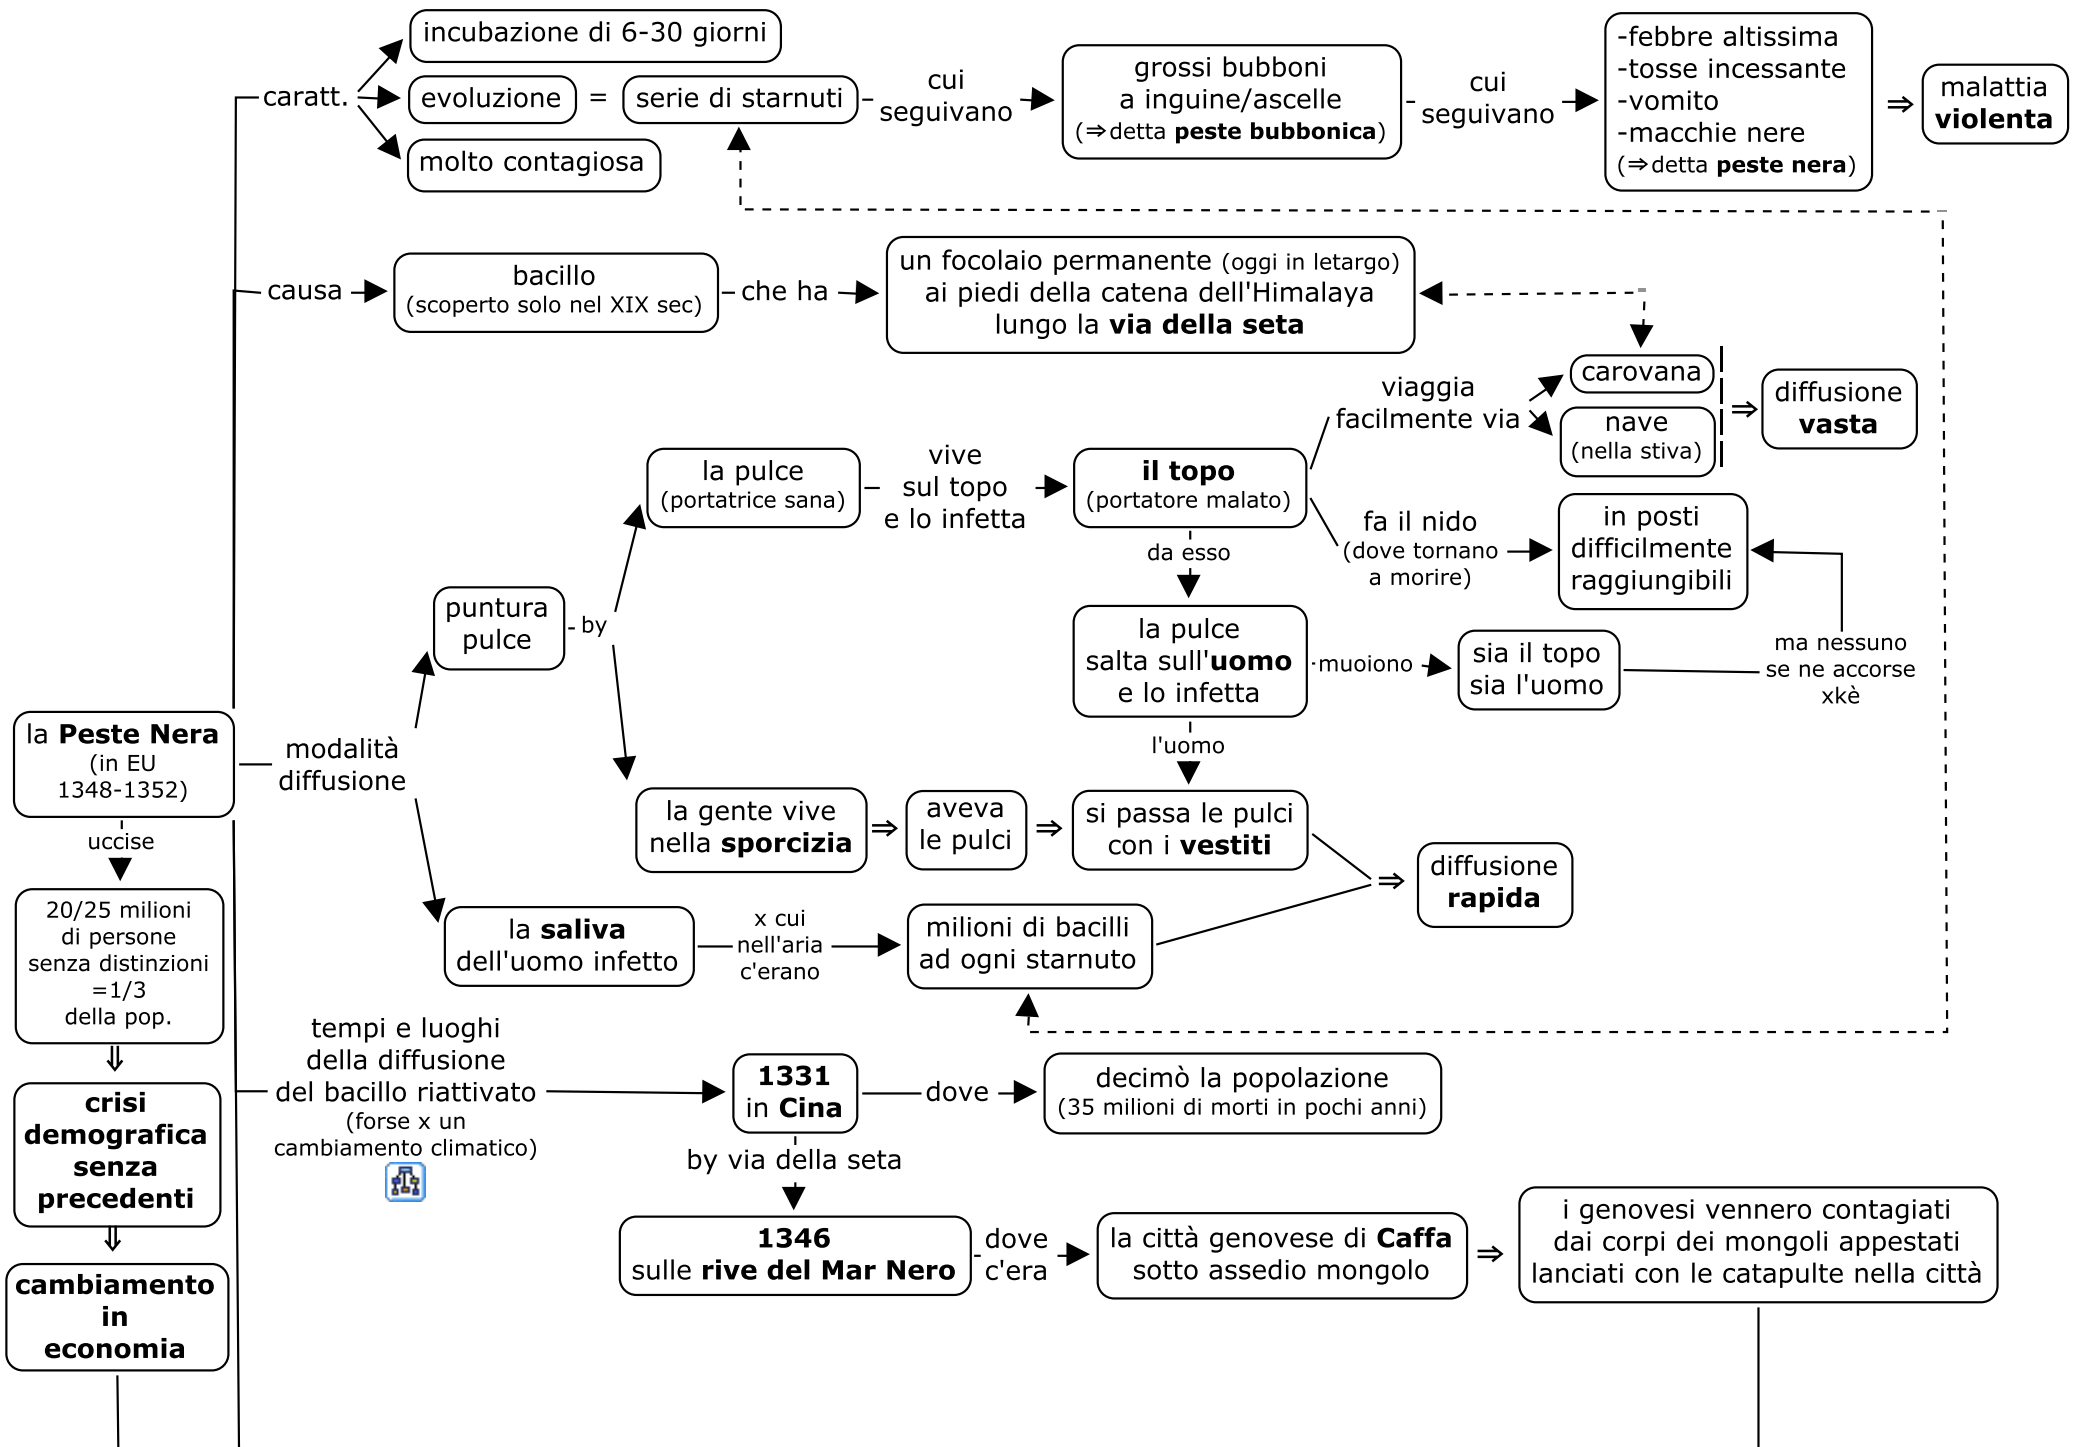 incubazione di 6-30 giorni
caratt.
evoluzione
=
serie di starnuti
cui
seguivano
grossi bubboni
a inguine/ascelle
(⇒detta peste bubbonica)
cui
seguivano
-febbre altissima
-tosse incessante
-vomito
-macchie nere
(⇒detta peste nera)
⇒
malattia
violenta
molto contagiosa
causa
bacillo
(scoperto solo nel XIX sec)
che ha
un focolaio permanente (oggi in letargo)
ai piedi della catena dell'Himalaya
lungo la via della seta
viaggia
facilmente via
carovana
nave
(nella stiva)
⇒
diffusione
vasta
la pulce
(portatrice sana)
vive
sul topo
e lo infetta
il topo
(portatore malato)
fa il nido
(dove tornano
a morire)
in posti
difficilmente
raggiungibili
da esso
puntura
pulce
by
la pulce
salta sull'uomo
e lo infetta
muoiono
sia il topo
sia l'uomo
ma nessuno
se ne accorse
xkè
la Peste Nera
(in EU
1348-1352)
modalità
diffusione
l'uomo
la gente vive
nella sporcizia
⇒
aveva
le pulci
⇒
si passa le pulci
con i vestiti
⇒
diffusione
rapida
uccise
20/25 milioni
di persone
senza distinzioni
=1/3
della pop.
la saliva
dell'uomo infetto
x cui
nell'aria
c'erano
milioni di bacilli
ad ogni starnuto
⇓
crisi
demografica
senza
precedenti
⇓
cambiamento
in
economia
tempi e luoghi
della diffusione
del bacillo riattivato
(forse x un
cambiamento climatico)
1331
in Cina
dove
decimò la popolazione
(35 milioni di morti in pochi anni)
by via della seta
1346
sulle rive del Mar Nero
dove
c'era
la città genovese di Caffa
sotto assedio mongolo
⇒
i genovesi vennero contagiati
dai corpi dei mongoli appestati
lanciati con le catapulte nella città